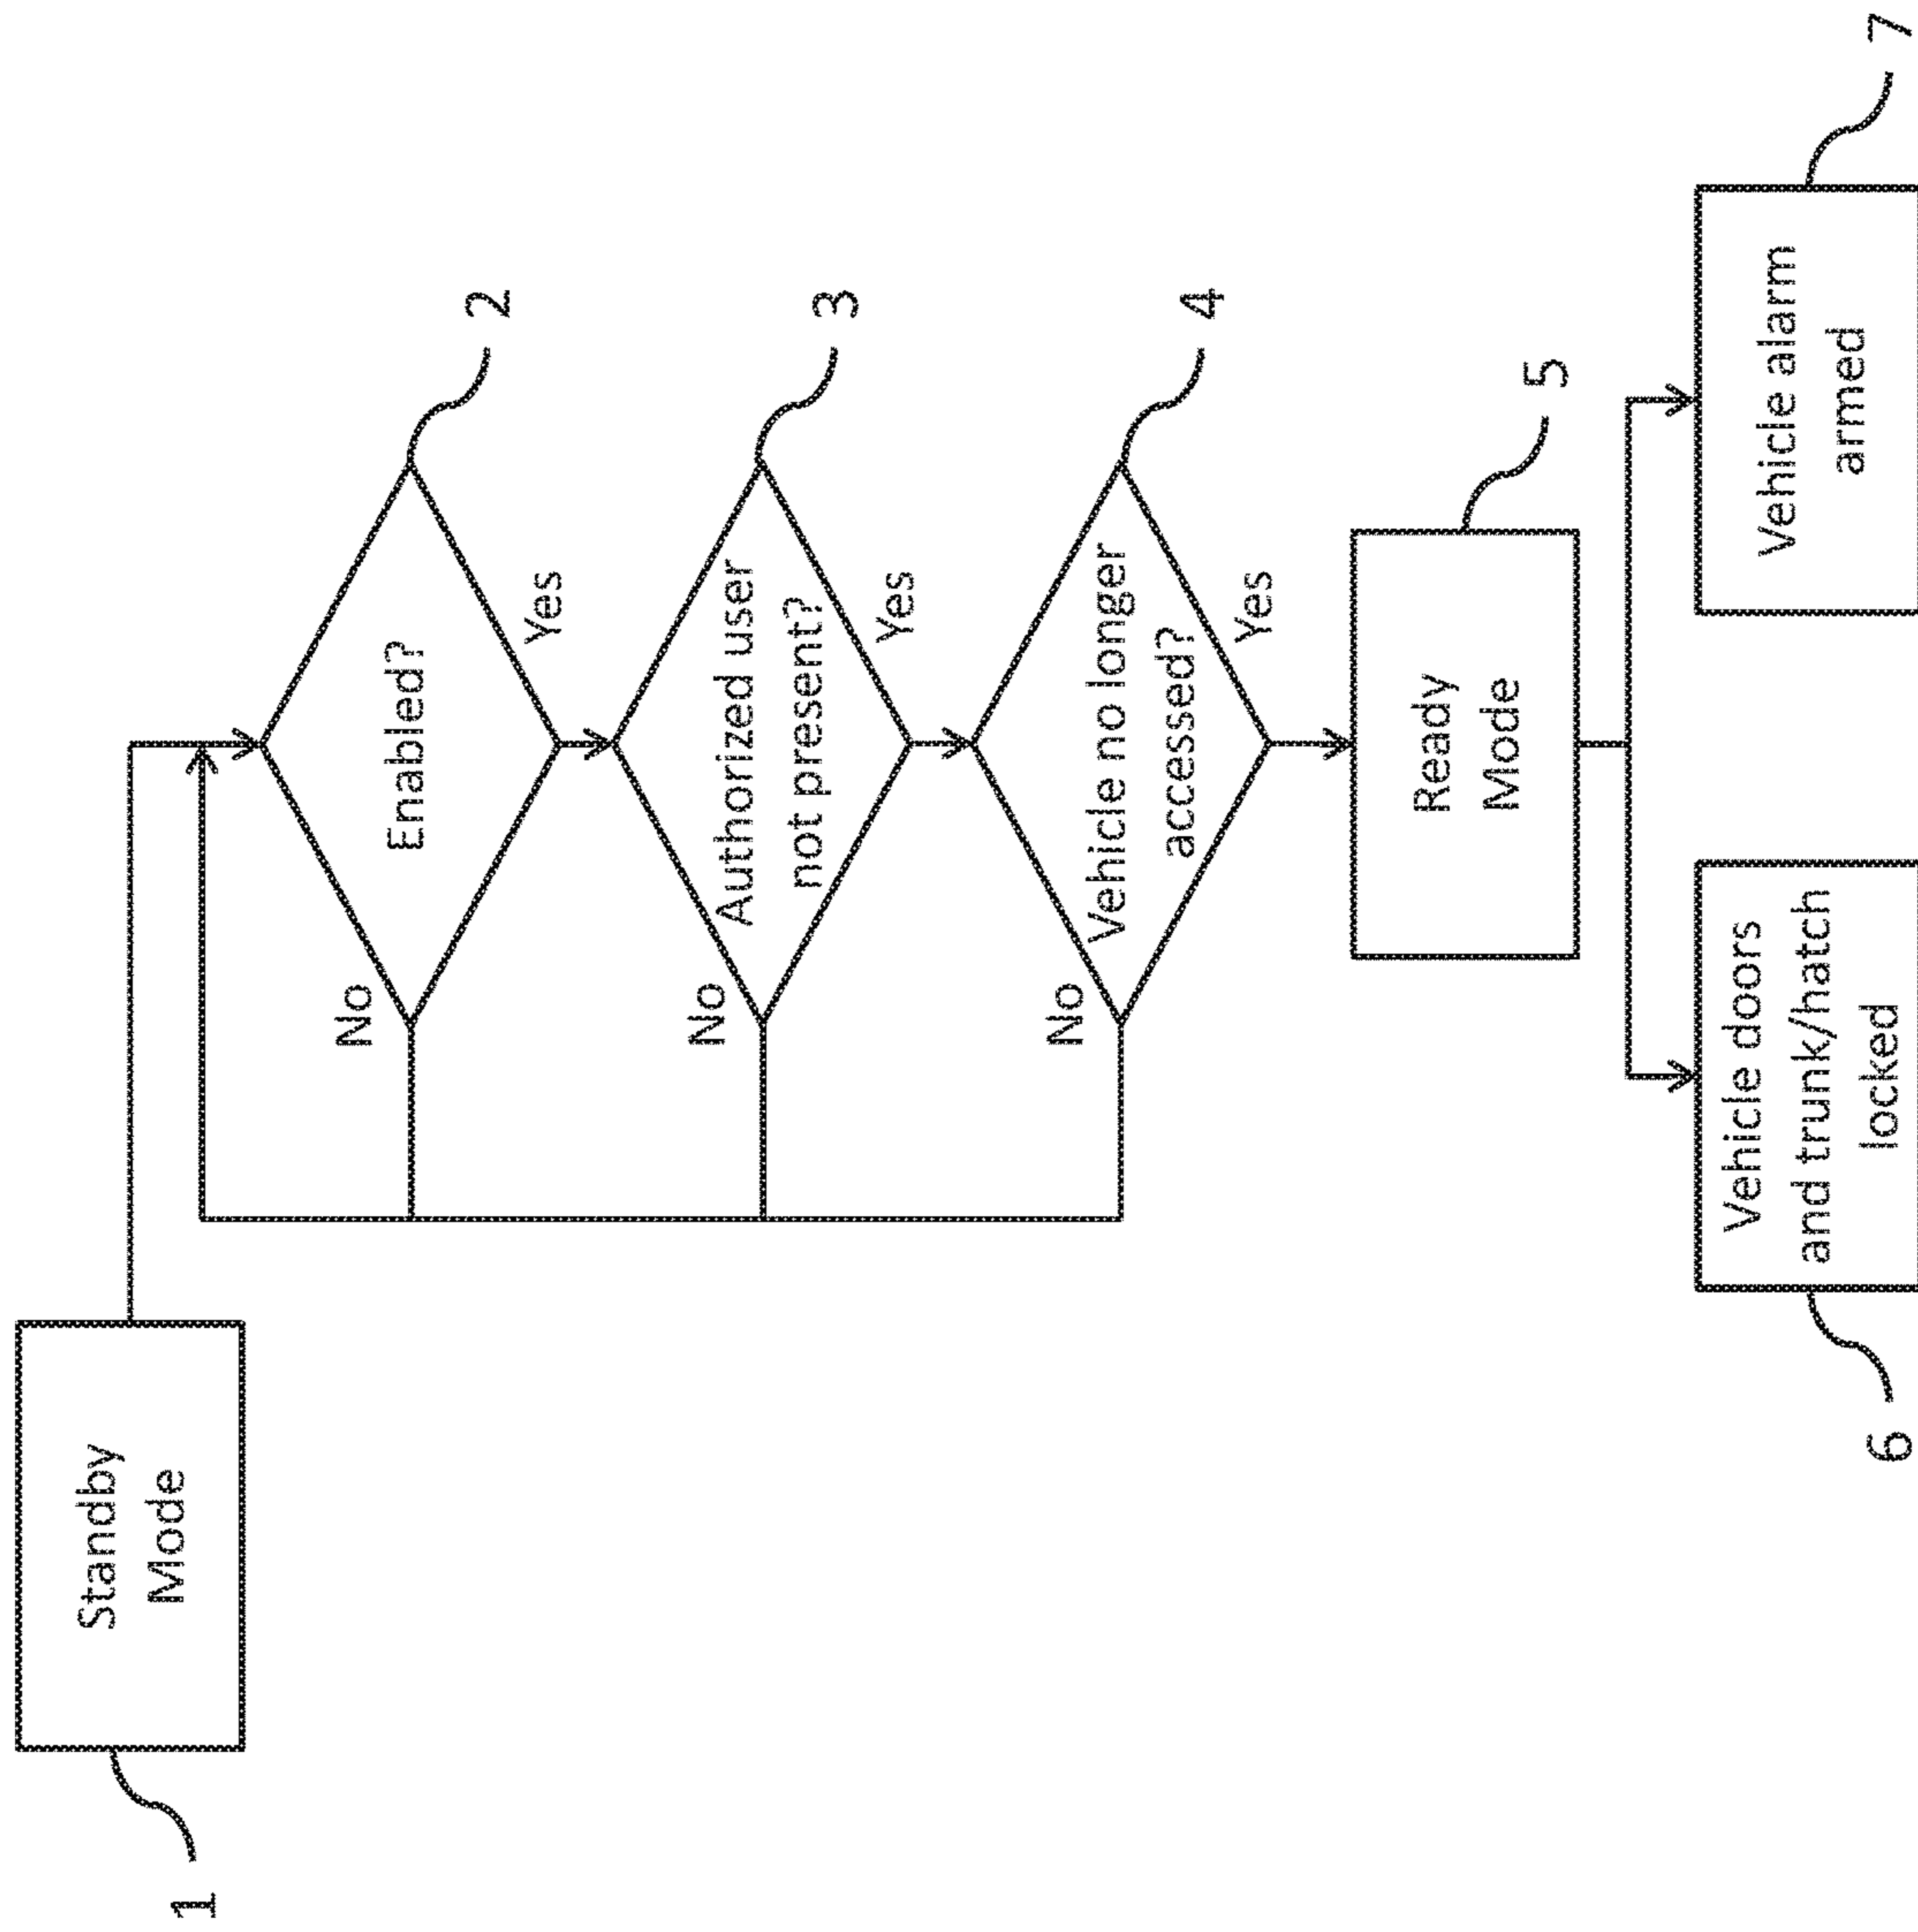 Standby
Mode
1
Enabled?
No
Yes
2
Authorized user
not present?
No
Yes
3
Vehicle no longer
accessed?
No
Yes
4
Ready
Mode
5
Vehicle doors
and trunk/hatch
locked
6
Vehicle alarm
armed
7